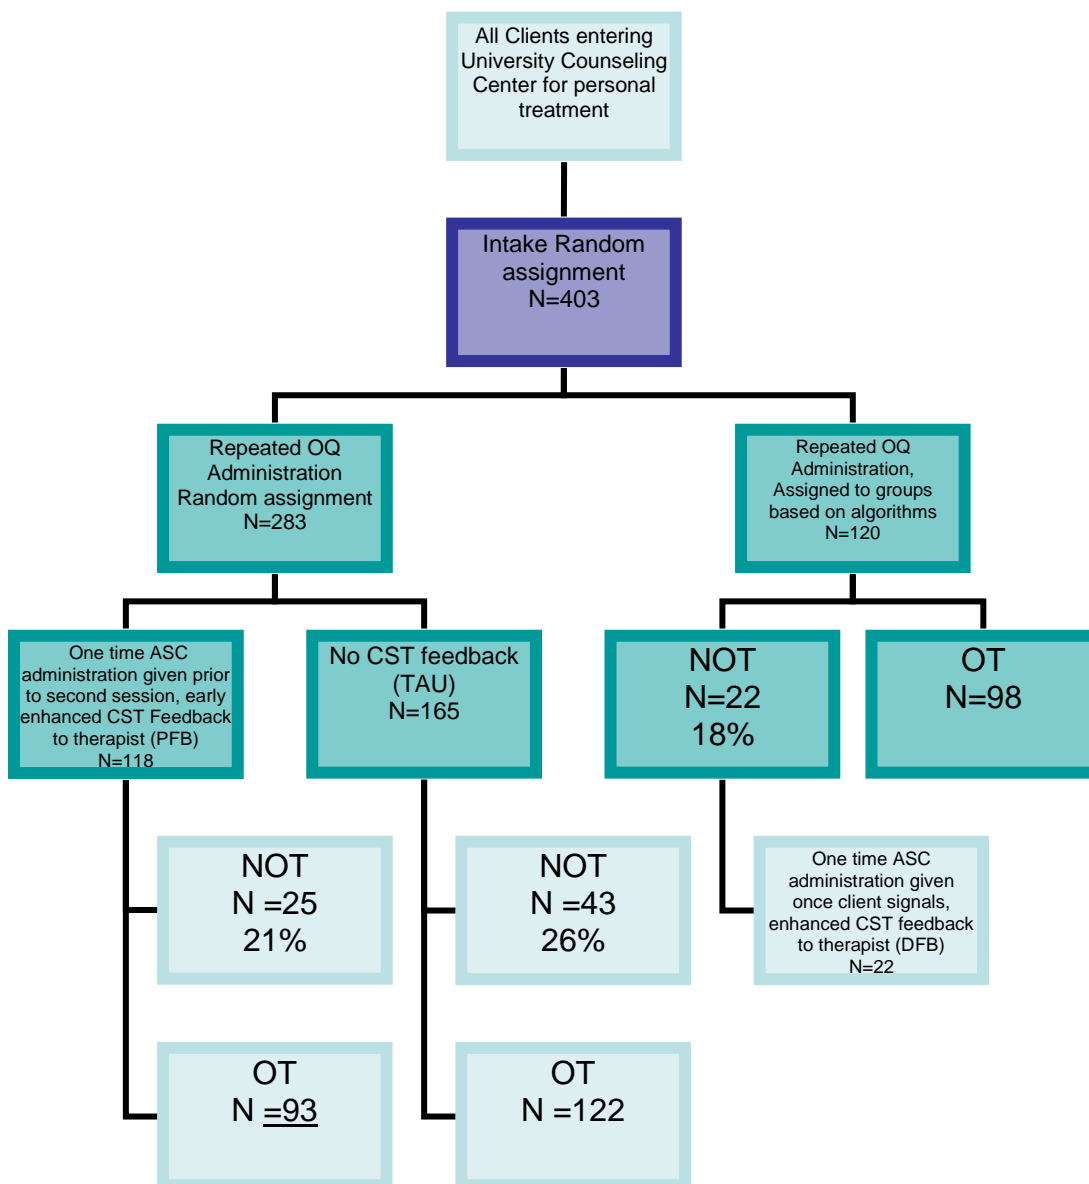 All Clients entering
University Counseling
Center for personal
treatment
Intake Random
assignment
N=403
Repeated OQ
Administration
Random assignment
N=283
Repeated OQ
Administration,
Assigned to groups
based on algorithms
N=120
One time ASC
administration given prior
to second session, early
enhanced CST Feedback
to therapist (PFB)
N=118
No CST feedback
(TAU)
N=165
NOT
N=22
18%
OT
N=98
NOT
N =25
21%
NOT
N =43
26%
One time ASC
administration given
once client signals,
enhanced CST feedback
to therapist (DFB)
N=22
OT
N =93
OT
N =122